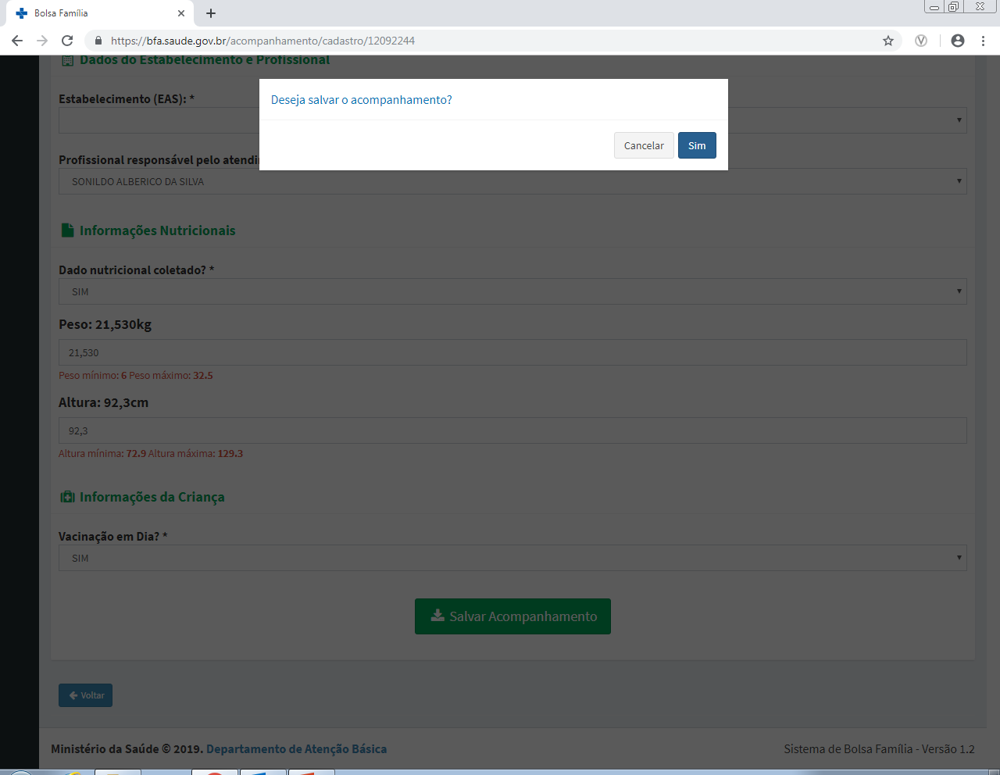 Bolsa Família
https://bfa.saude.gov.br/acompanhamento/cadastro/12092244
Dados do Estabelecimento e Profissional
Deseja salvar o acompanhamento?
Cancelar Sim
Estabelecimento (EAS): *
Profissional responsável pelo
SONILDO ALBERICO DA SILVA
Informações Nutricionais
Dado nutricional coletado? *
SIM
Peso: 21,530kg
21,530
Peso mínimo: 6 Peso máximo: 32.5
Altura: 92,3cm
92,3
Altura mínima: 72.9 Altura máxima: 129.3
Informações da Criança
Vacinação em Dia? *
SIM
Salvar Acompanhamento
Voltar
Ministério da Saúde © 2019. Departamento de Atenção Básica
Sistema de Bolsa Família - Versão 1.2